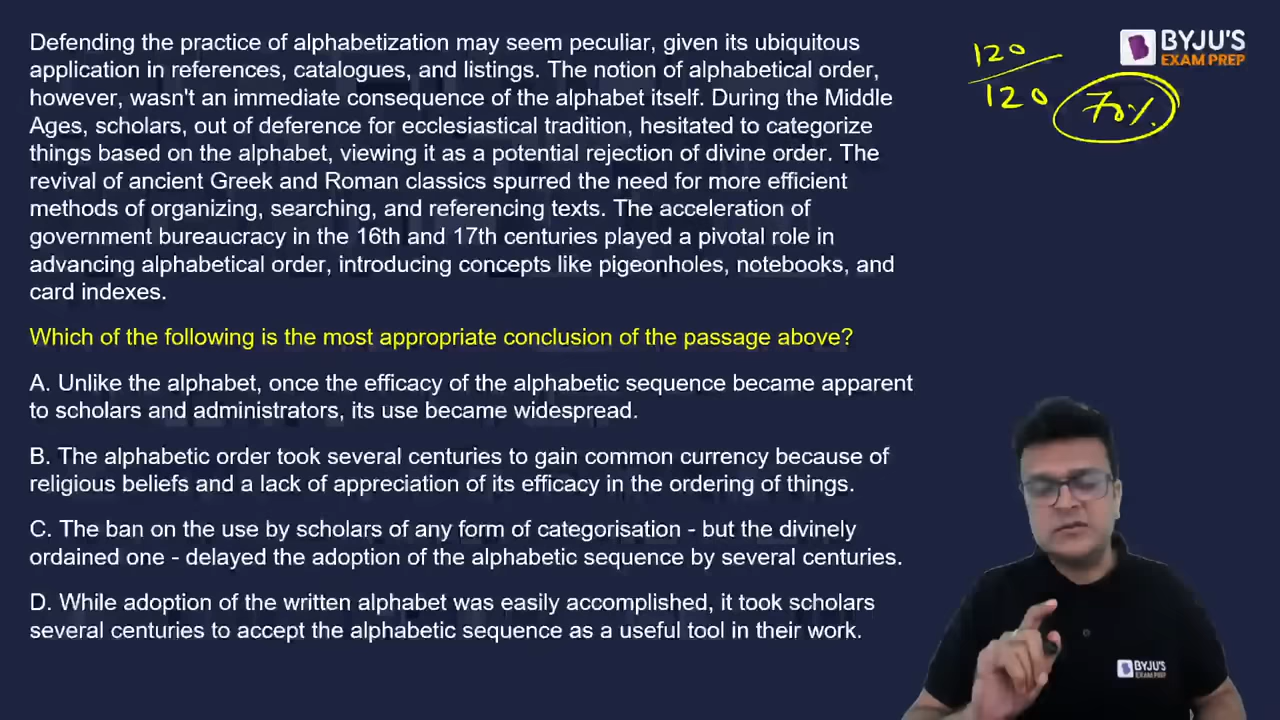 Defending the practice of alphabetization may seem peculiar, given its ubiquitous
application in references, catalogues, and listings. The notion of alphabetical order,
however, wasn't an immediate consequence of the alphabet itself. During the Middle
Ages, scholars, out of deference for ecclesiastical tradition, hesitated to categorize
things based on the alphabet, viewing it as a potential rejection of divine order. The
revival of ancient Greek and Roman classics spurred the need for more efficient
methods of organizing, searching, and referencing texts. The acceleration of
government bureaucracy in the 16th and 17th centuries played a pivotal role in
advancing alphabetical order, introducing concepts like pigeonholes, notebooks, and
card indexes.
Which of the following is the most appropriate conclusion of the passage above?
A. Unlike the alphabet, once the efficacy of the alphabetic sequence became apparent
to scholars and administrators, its use became widespread.
B. The alphabetic order took several centuries to gain common currency because of
religious beliefs and a lack of appreciation of its efficacy in the ordering of things.
C. The ban on the use by scholars of any form of categorisation - but the divinely
ordained one - delayed the adoption of the alphabetic sequence by several centuries.
D. While adoption of the written alphabet was easily accomplished, it took scholars
several centuries to accept the alphabetic sequence as a useful tool in their work.
120
120
70%
BYJU'S
EXAM PREP
BYJU'S
EXAM PREP